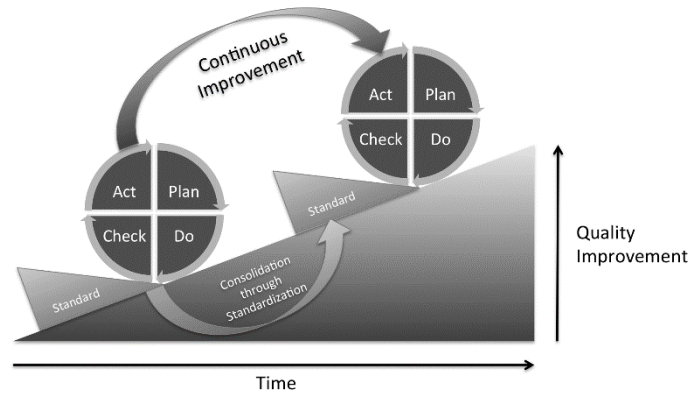 Continuous
Improvement
Act
Plan
Check
Do
Act
Plan
Check
Do
Standard
Standard
Consolidation
through
Standardization
Quality
Improvement
Time